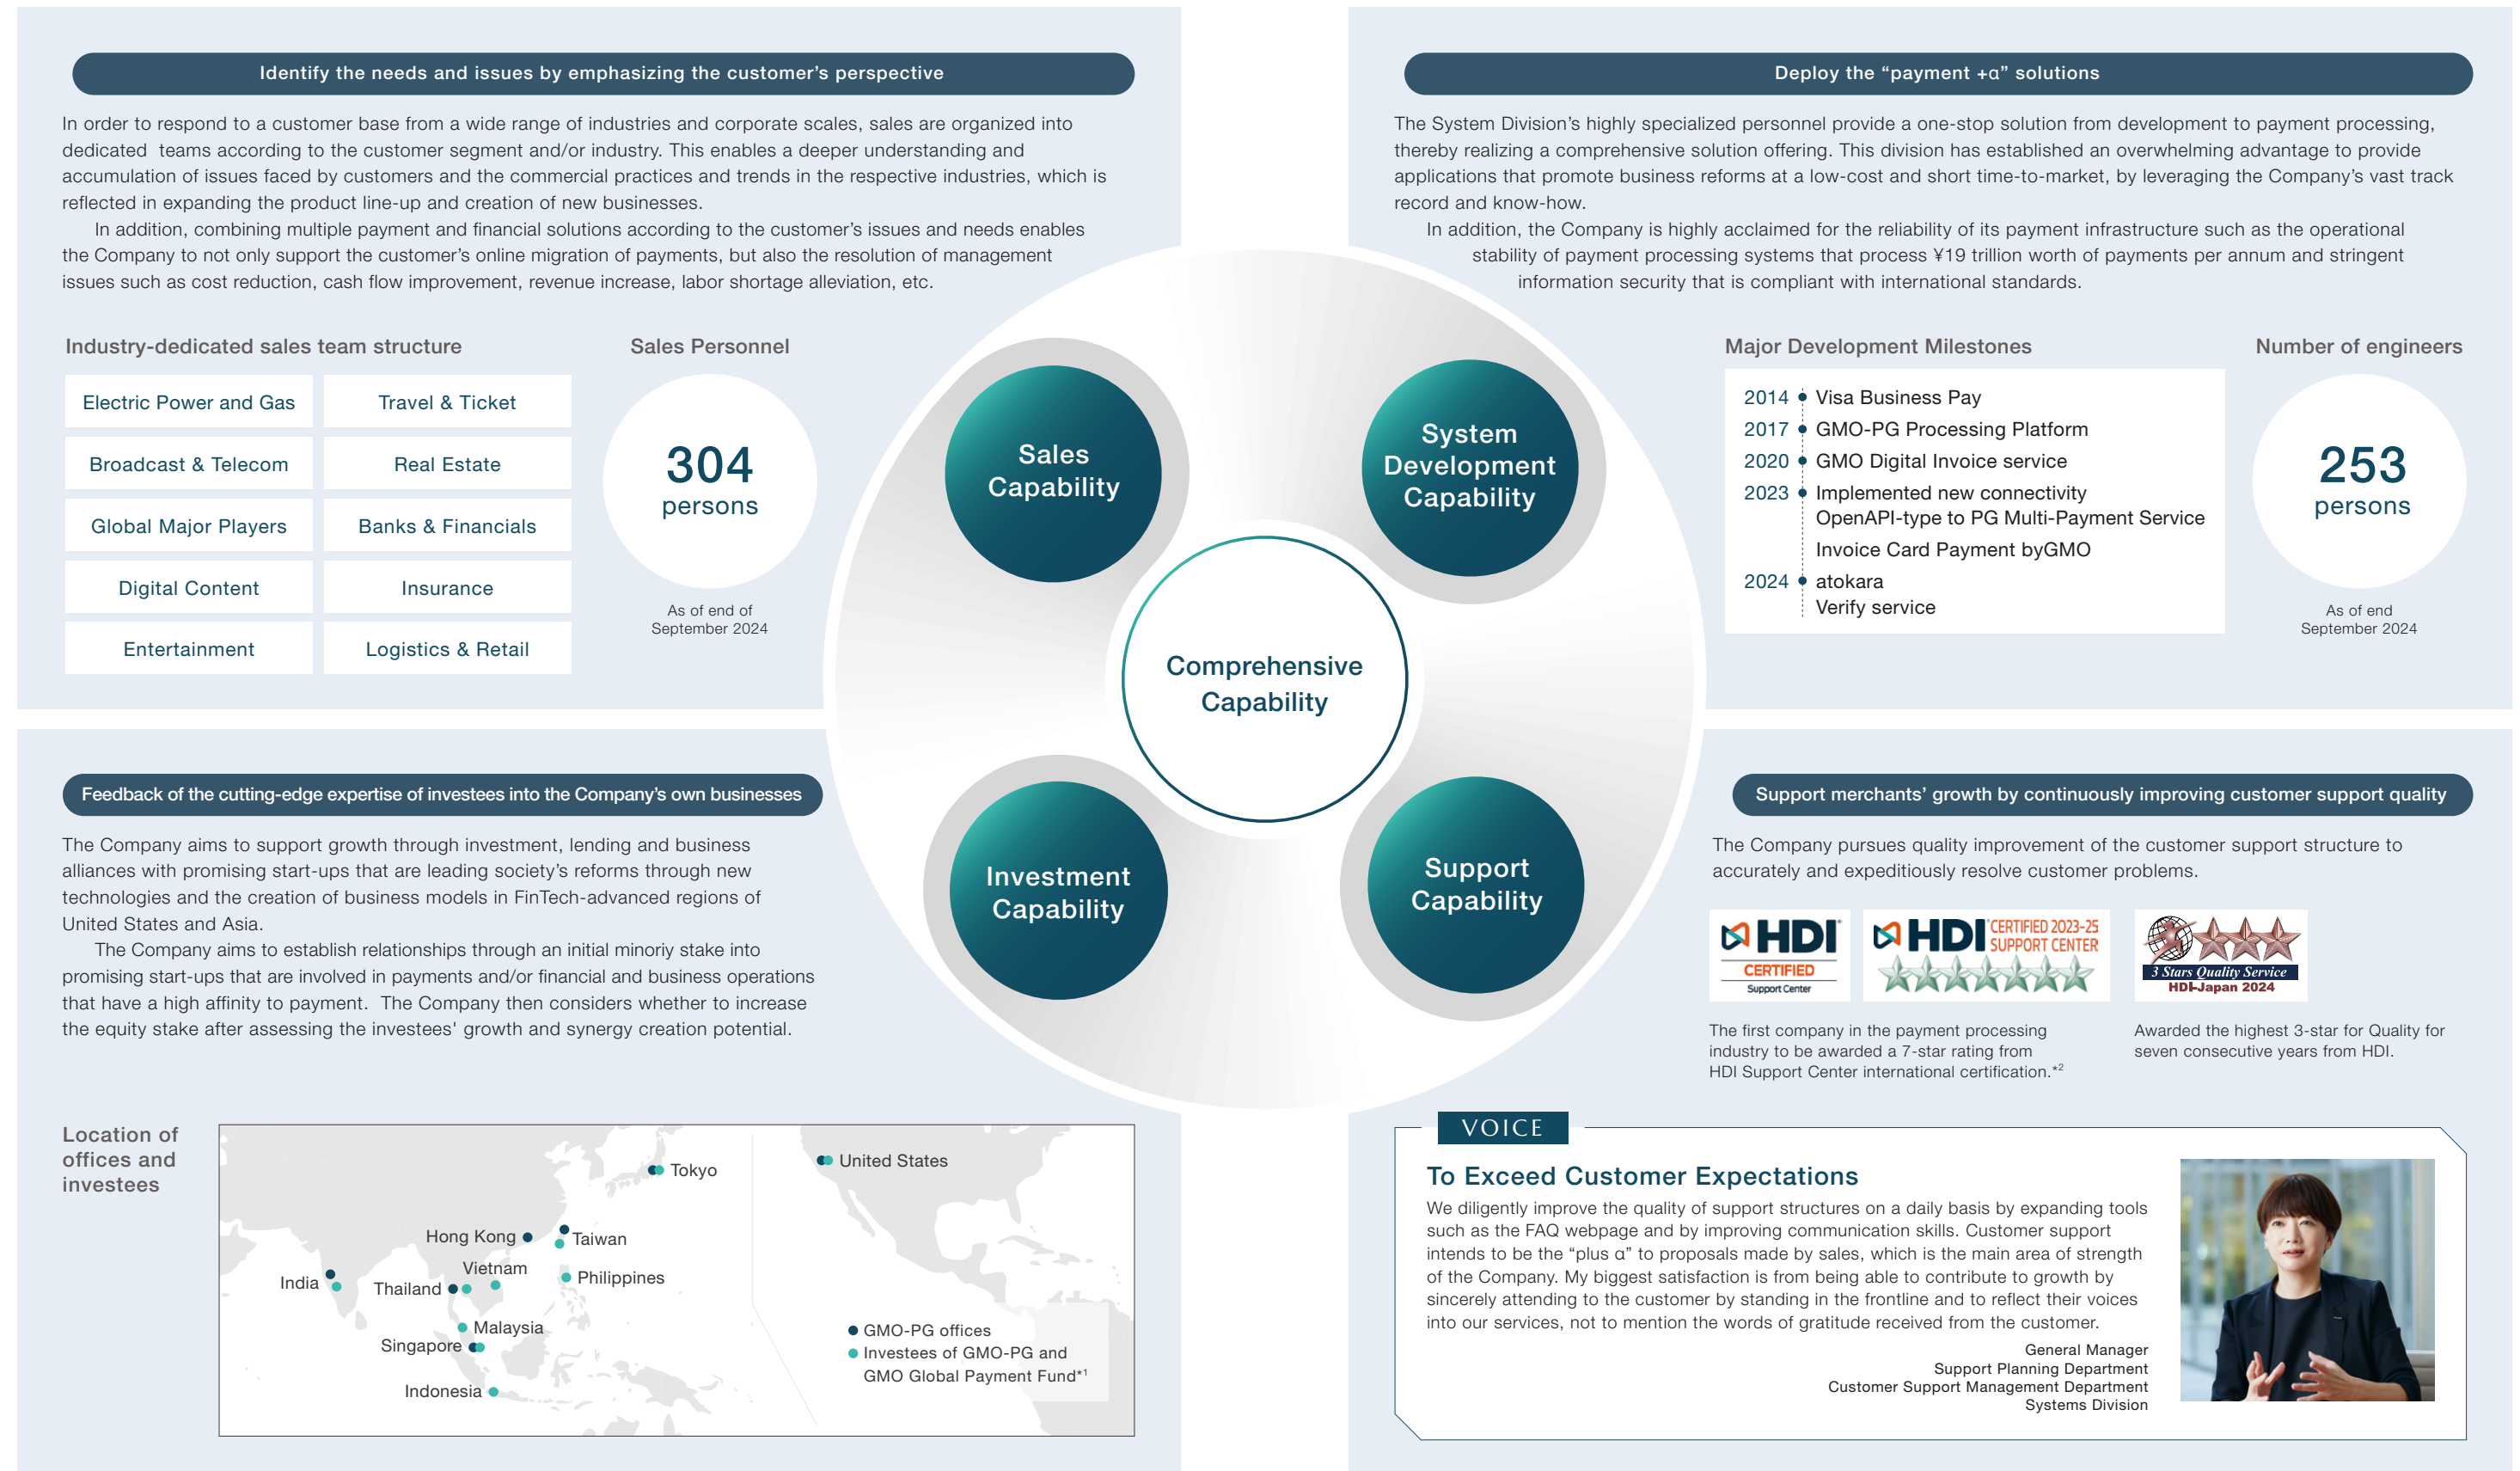 Identify the needs and issues by emphasizing the customer's perspective
In order to respond to a customer base from a wide range of industries and corporate scales, sales are organized into
dedicated teams according to the customer segment and/or industry. This enables a deeper understanding and
accumulation of issues faced by customers and the commercial practices and trends in the respective industries, which is
reflected in expanding the product line-up and creation of new businesses.
In addition, combining multiple payment and financial solutions according to the customer's issues and needs enables
the Company to not only support the customer's online migration of payments, but also the resolution of management
issues such as cost reduction, cash flow improvement, revenue increase, labor shortage alleviation, etc.
Industry-dedicated sales team structure
Electric Power and Gas
Travel & Ticket
Broadcast & Telecom
Real Estate
Global Major Players
Banks & Financials
Digital Content
Insurance
Entertainment
Logistics & Retail
Sales Personnel
304
persons
As of end of
September 2024
Deploy the “payment +α” solutions
The System Division's highly specialized personnel provide a one-stop solution from development to payment processing,
thereby realizing a comprehensive solution offering. This division has established an overwhelming advantage to provide
applications that promote business reforms at a low-cost and short time-to-market, by leveraging the Company's vast track
record and know-how.
In addition, the Company is highly acclaimed for the reliability of its payment infrastructure such as the operational
stability of payment processing systems that process ¥19 trillion worth of payments per annum and stringent
information security that is compliant with international standards.
Major Development Milestones
2014 Visa Business Pay
2017 GMO-PG Processing Platform
2020 GMO Digital Invoice service
2023 Implemented new connectivity
OpenAPI-type to PG Multi-Payment Service
Invoice Card Payment byGMO
2024 atokara
Verify service
Number of engineers
253
persons
As of end
September 2024
Sales
Capability
System
Development
Capability
Comprehensive
Capability
Investment
Capability
Support
Capability
Feedback of the cutting-edge expertise of investees into the Company's own businesses
The Company aims to support growth through investment, lending and business
alliances with promising start-ups that are leading society's reforms through new
technologies and the creation of business models in FinTech-advanced regions of
United States and Asia.
The Company aims to establish relationships through an initial minoriy stake into
promising start-ups that are involved in payments and/or financial and business operations
that have a high affinity to payment. The Company then considers whether to increase
the equity stake after assessing the investees' growth and synergy creation potential.
Location of
offices and
investees
Tokyo
United States
Hong Kong
Taiwan
Vietnam
India
Thailand
Philippines
Malaysia
Singapore
Indonesia
GMO-PG offices
Investees of GMO-PG and
GMO Global Payment Fund*1
Support merchants' growth by continuously improving customer support quality
The Company pursues quality improvement of the customer support structure to
accurately and expeditiously resolve customer problems.
HDI
CERTIFIED
Support Center
HDI CERTIFIED 2023-25
SUPPORT CENTER
3 Stars Quality Service
HDI-Japan 2024
The first company in the payment processing
industry to be awarded a 7-star rating from
HDI Support Center international certification.*2
Awarded the highest 3-star for Quality for
seven consecutive years from HDI.
VOICE
To Exceed Customer Expectations
We diligently improve the quality of support structures on a daily basis by expanding tools
such as the FAQ webpage and by improving communication skills. Customer support
intends to be the “plus α” to proposals made by sales, which is the main area of strength
of the Company. My biggest satisfaction is from being able to contribute to growth by
sincerely attending to the customer by standing in the frontline and to reflect their voices
into our services, not to mention the words of gratitude received from the customer.
General Manager
Support Planning Department
Customer Support Management Department
Systems Division